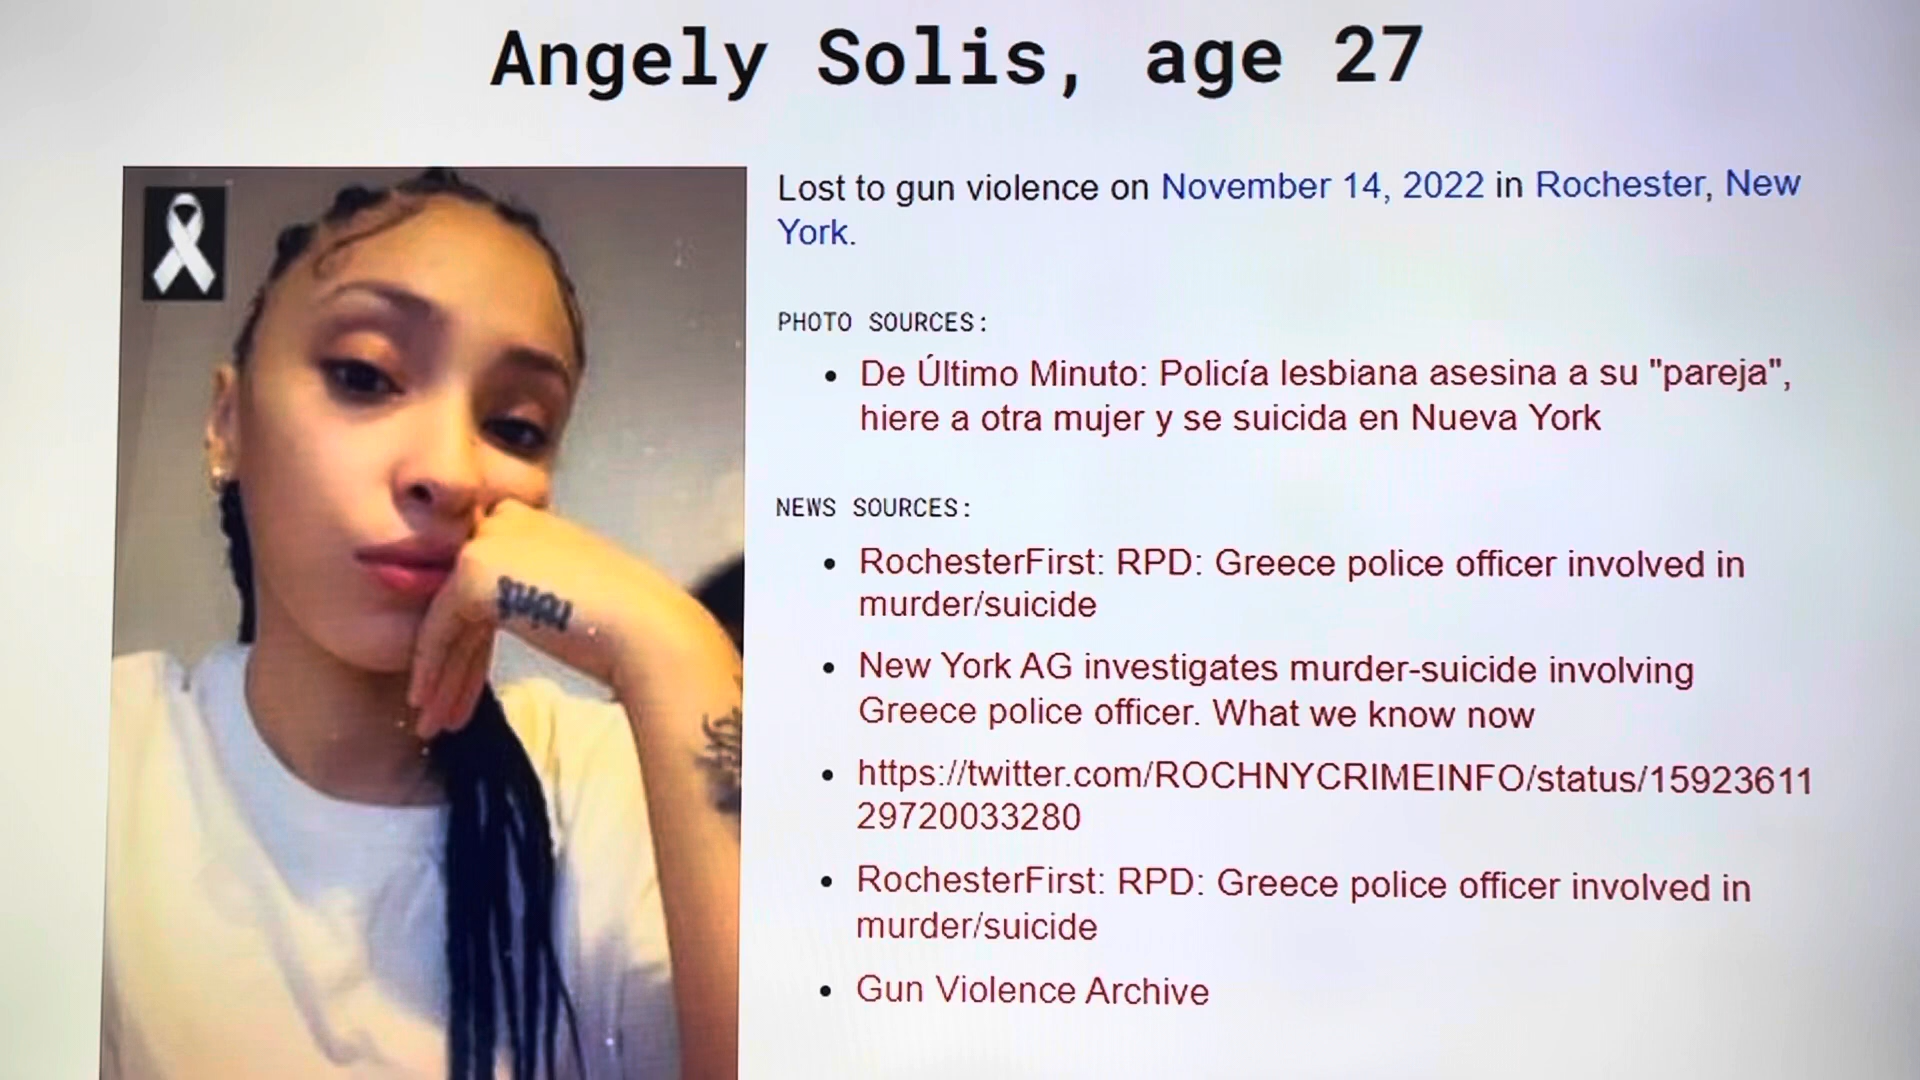 Angely Solis, age 27
Lost to gun violence on November 14, 2022 in Rochester, New
York.
PHOTO SOURCES:
De Último Minuto: Policía lesbiana asesina a su "pareja",
hiere a otra mujer y se suicida en Nueva York
NEWS SOURCES:
RochesterFirst: RPD: Greece police officer involved in
murder/suicide
New York AG investigates murder-suicide involving
Greece police officer. What we know now
https://twitter.com/ROCHNYCRIMEINFO/status/15923611
29720033280
RochesterFirst: RPD: Greece police officer involved in
murder/suicide
Gun Violence Archive